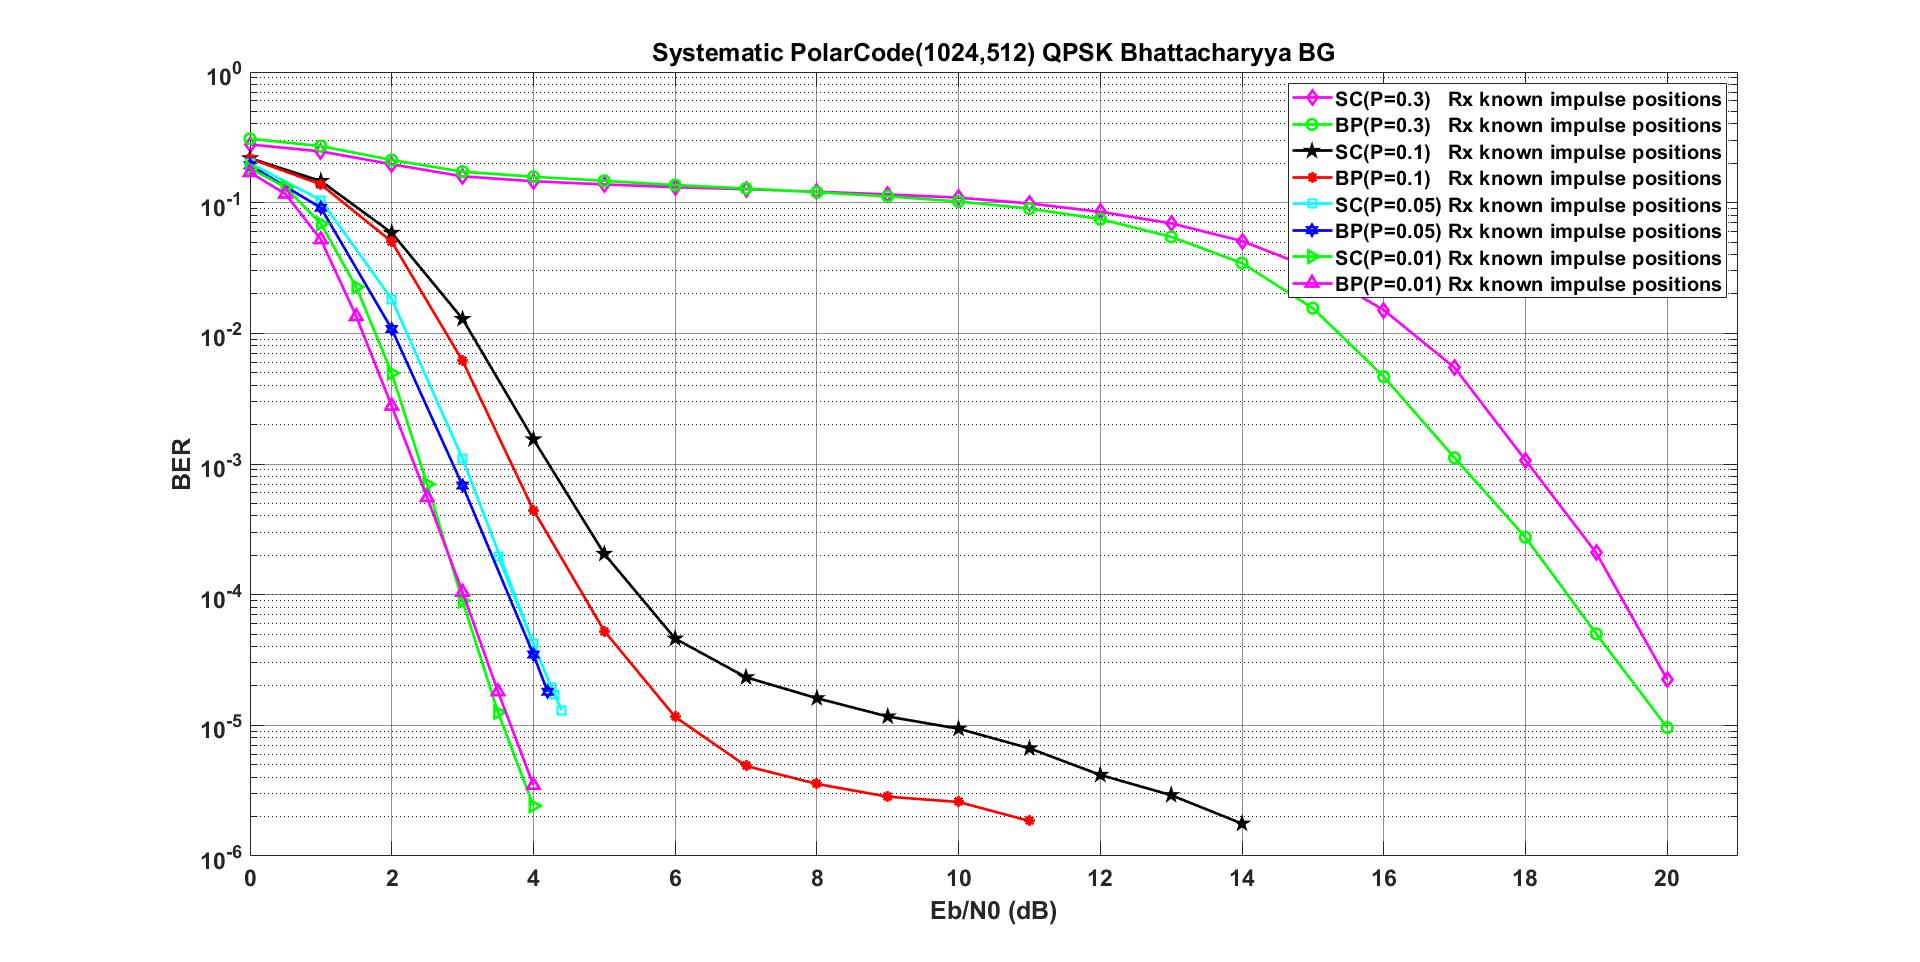 Systematic PolarCode(1024,512) QPSK Bhattacharyya BG
10^0
10^-1
10^-2
10^-3
10^-4
10^-5
10^-6
BER
SC(P=0.3) Rx known impulse positions
BP(P=0.3) Rx known impulse positions
SC(P=0.1) Rx known impulse positions
BP(P=0.1) Rx known impulse positions
SC(P=0.05) Rx known impulse positions
BP(P=0.05) Rx known impulse positions
SC(P=0.01) Rx known impulse positions
BP(P=0.01) Rx known impulse positions
0 2 4 6 8 10 12 14 16 18 20
Eb/N0 (dB)